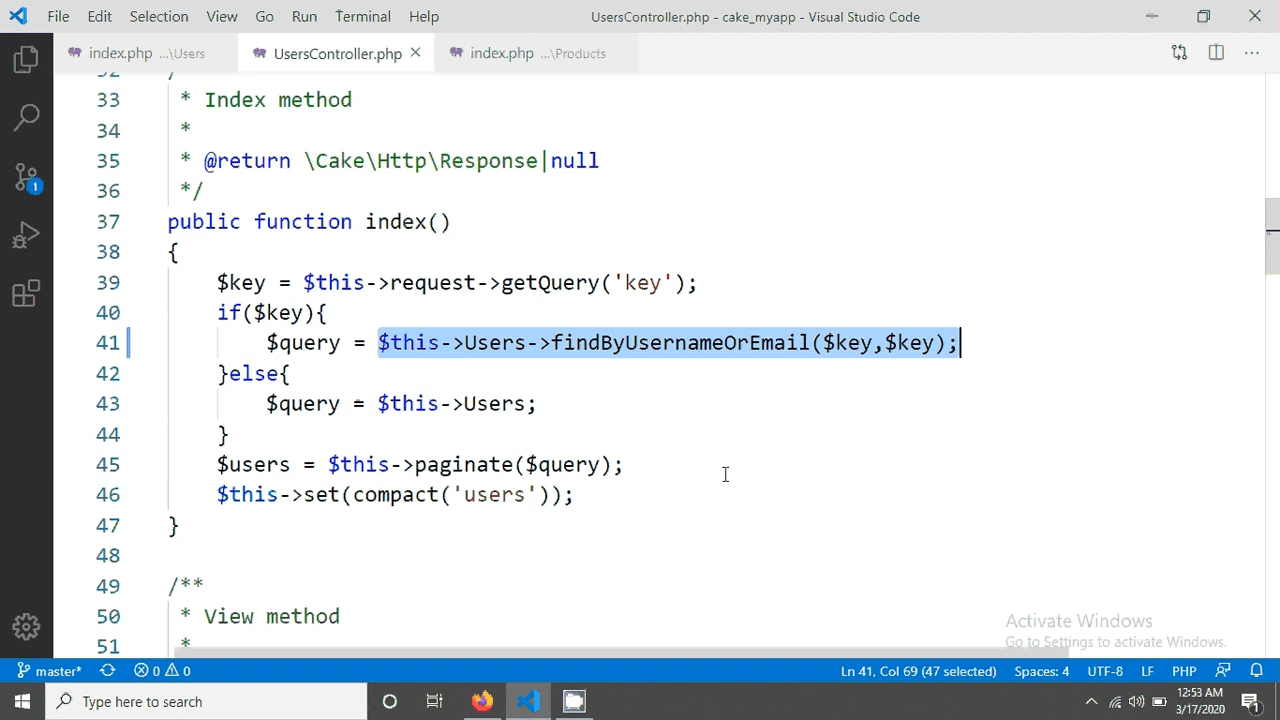 File Edit Selection View Go Run Terminal Help UsersController.php - cake_myapp - Visual Studio Code
index.php ...\Users UsersController.php index.php ...\Products
32 /
33 * Index method
34 *
35 * @return \Cake\Http\Response|null
36 */
37 public function index()
38 {
39 $key = $this->request->getQuery('key');
40 if($key){
41 $query = $this->Users->findByUsernameOrEmail($key,$key);
42 }else{
43 $query = $this->Users;
44 }
45 $users = $this->paginate($query);
46 $this->set(compact('users'));
47 }
48
49 /**
50 * View method
51 *
1
Activate Windows
Go to Settings to activate Windows.
master* 0 0 Ln 41, Col 69 (47 selected) Spaces: 4 UTF-8 LF PHP
Type here to search
12:53 AM
3/17/2020
1